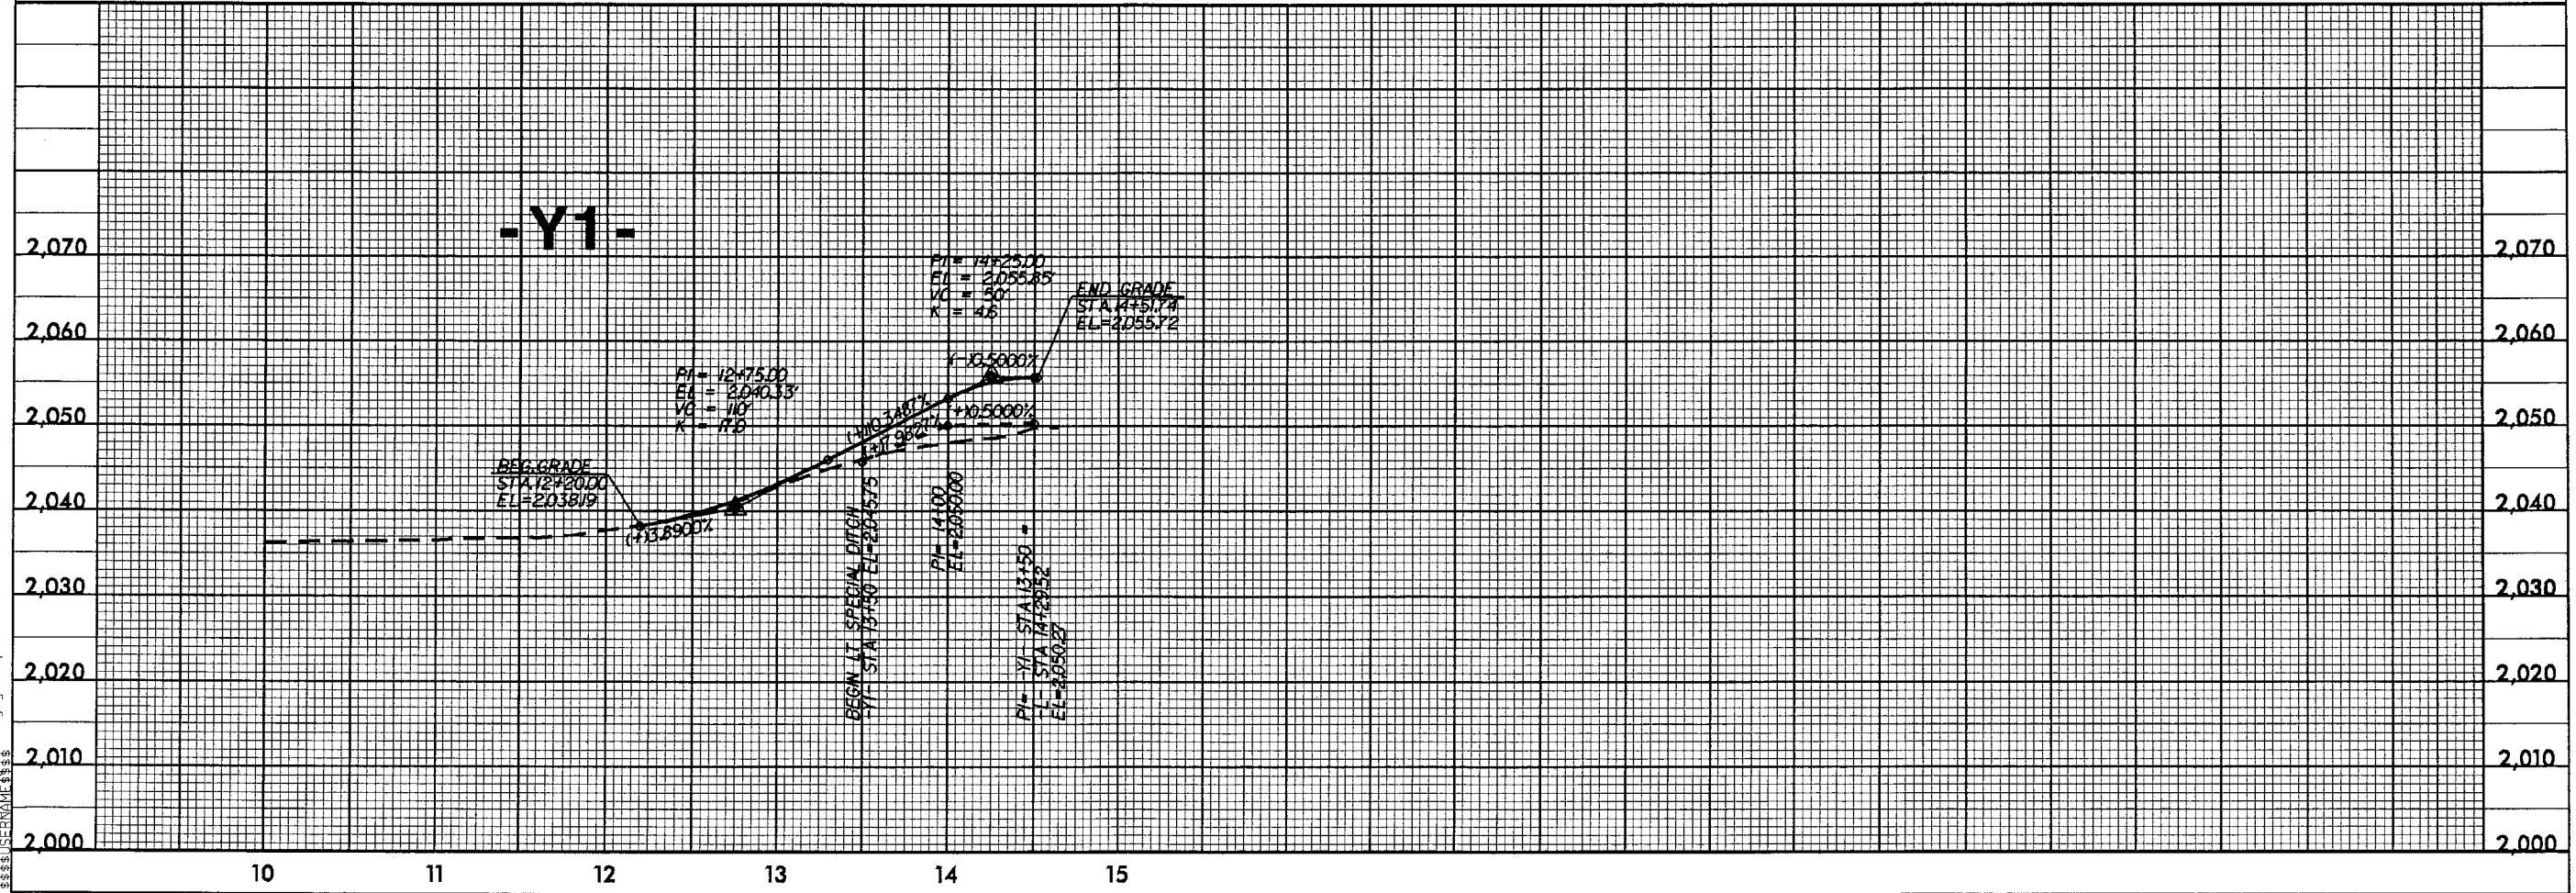 - Y1 -
2,070
2,060
2,050
2,040
2,030
2,020
2,010
2,000
PI = 14+25.00
EL = 2,055.85'
VC = 50'
K = 4.6
END GRADE
STA.14+51.74
EL=2,055.72
(-)0.5000%
PI = 12+75.00
EL = 2,040.33'
VC = 110'
K = 17.0
(+)10.3487%
(+)0.5000%
(+)7.9827%
BEG.GRADE
STA.12+20.00
EL=2,038.19
(+)3.8900%
BEGIN LT SPECIAL DITCH
-Y1- STA 13+50 EL=2,045.75
PI= 14+00
EL=2,050.00
PI= -Y1- STA.13+50 =
-L- STA 14+29.52
EL=2,050.27
2,070
2,060
2,050
2,040
2,030
2,020
2,010
2,000
10
11
12
13
14
15
$$$$USERNAME$$$$